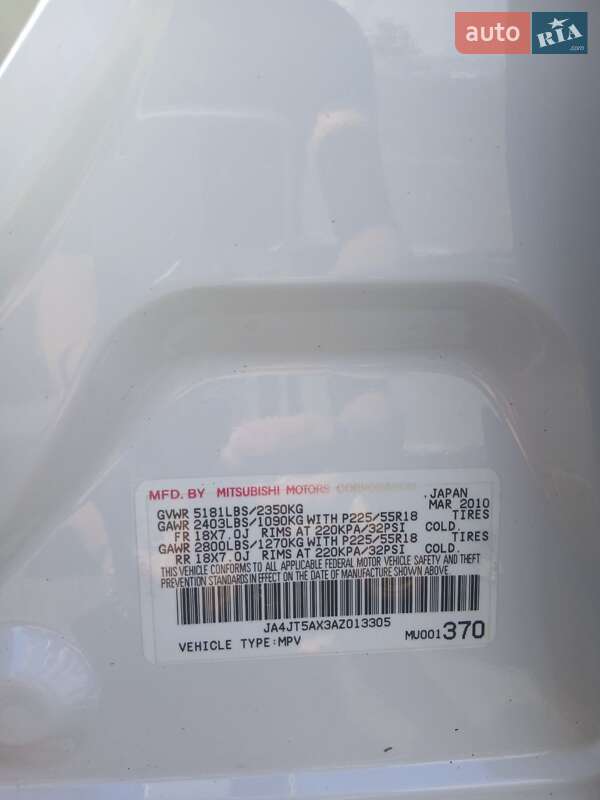 auto RIA.com
MFD. BY MITSUBISHI MOTORS CORPORATION JAPAN
GVWR 5181LBS/2350KG MAR 2010
GAWR 2403LBS/1090KG WITH P225/55R18 TIRES
FR 18X7.0J RIMS AT 220KPA/32PSI COLD.
GAWR 2800LBS/1270KG WITH P225/55R18 TIRES
RR 18X7.0J RIMS AT 220KPA/32PSI COLD.
THIS VEHICLE CONFORMS TO ALL APPLICABLE FEDERAL MOTOR VEHICLE SAFETY AND THEFT
PREVENTION STANDARDS IN EFFECT ON THE DATE OF MANUFACTURE SHOWN ABOVE.
JA4JT5AX3AZ013305
VEHICLE TYPE:MPV MU001370